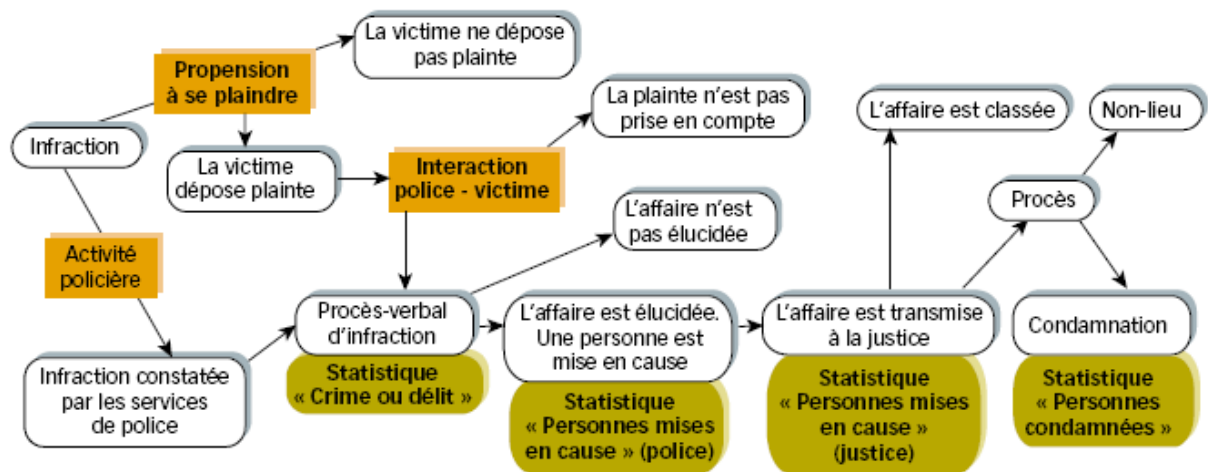 La victime ne dépose
pas plainte
Propension
à se plaindre
La plainte n'est pas
prise en compte
L'affaire est classée
Non-lieu
Infraction
La victime
dépose plainte
Interaction
police - victime
Procès
L'affaire n'est
pas élucidée
Activité
policière
Procès-verbal
d'infraction
L'affaire est élucidée.
Une personne est
mise en cause
L'affaire est transmise
à la justice
Condamnation
Infraction constatée
par les services
de police
Statistique
« Crime ou délit »
Statistique
« Personnes mises
en cause » (police)
Statistique
« Personnes mises
en cause »
(justice)
Statistique
« Personnes
condamnées »